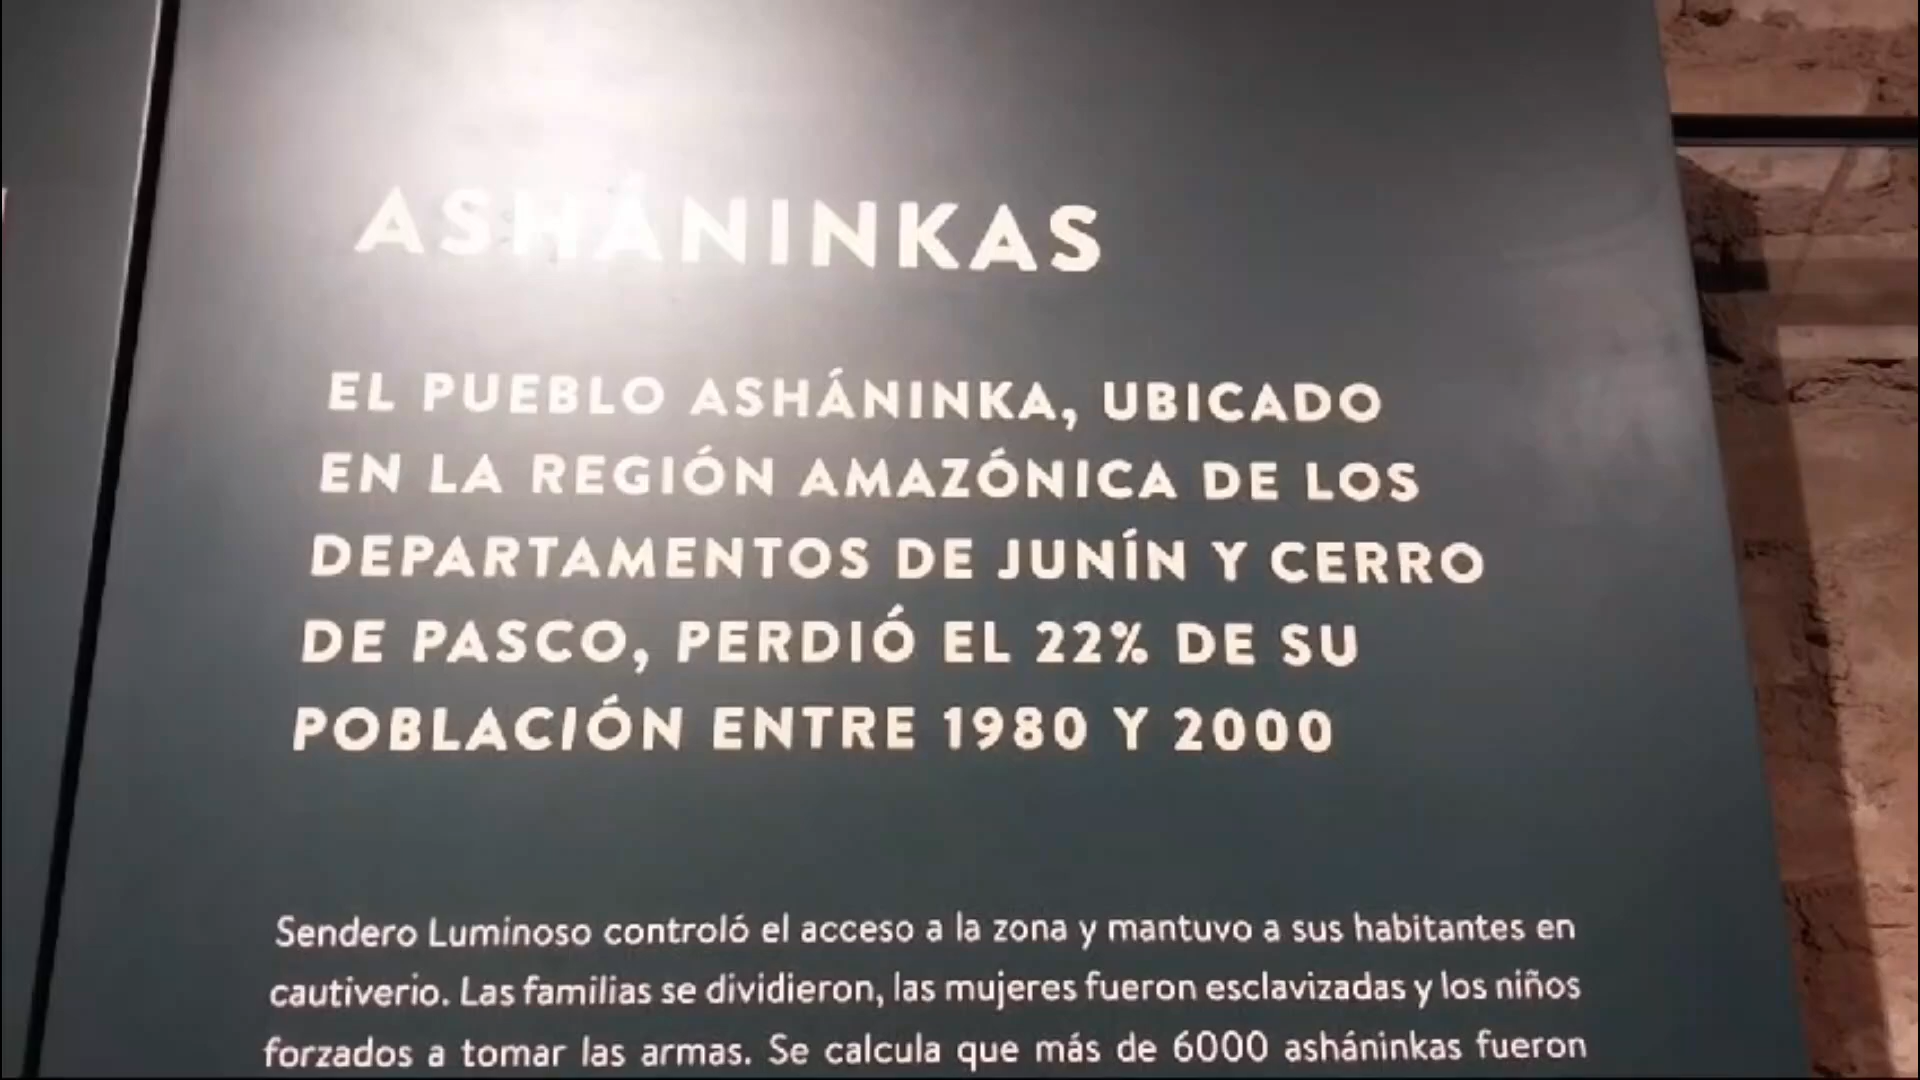 ASHÁNINKAS
EL PUEBLO ASHÁNINKA, UBICADO
EN LA REGIÓN AMAZÓNICA DE LOS
DEPARTAMENTOS DE JUNÍN Y CERRO
DE PASCO, PERDIÓ EL 22% DE SU
POBLACIÓN ENTRE 1980 Y 2000
Sendero Luminoso controló el acceso a la zona y mantuvo a sus habitantes en
cautiverio. Las familias se dividieron, las mujeres fueron esclavizadas y los niños
forzados a tomar las armas. Se calcula que más de 6000 asháninkas fueron